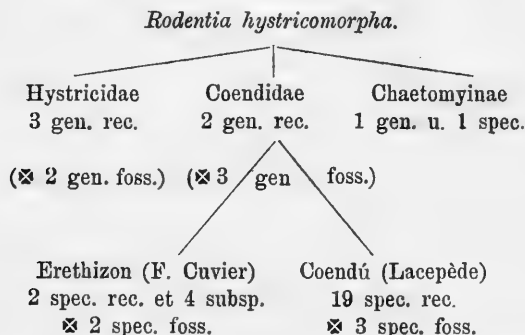 Rodentia hystricomorpha.
Hystricidae Coendidae Chaetomyinae
3 gen. rec. 2 gen. rec. 1 gen. u. 1 spec.
(⊠ 2 gen. foss.) (⊠ 3 gen foss.)
Erethizon (F. Cuvier) Coendú (Lacepède)
2 spec. rec. et 4 subsp. 19 spec. rec.
⊠ 2 spec. foss. ⊠ 3 spec. foss.